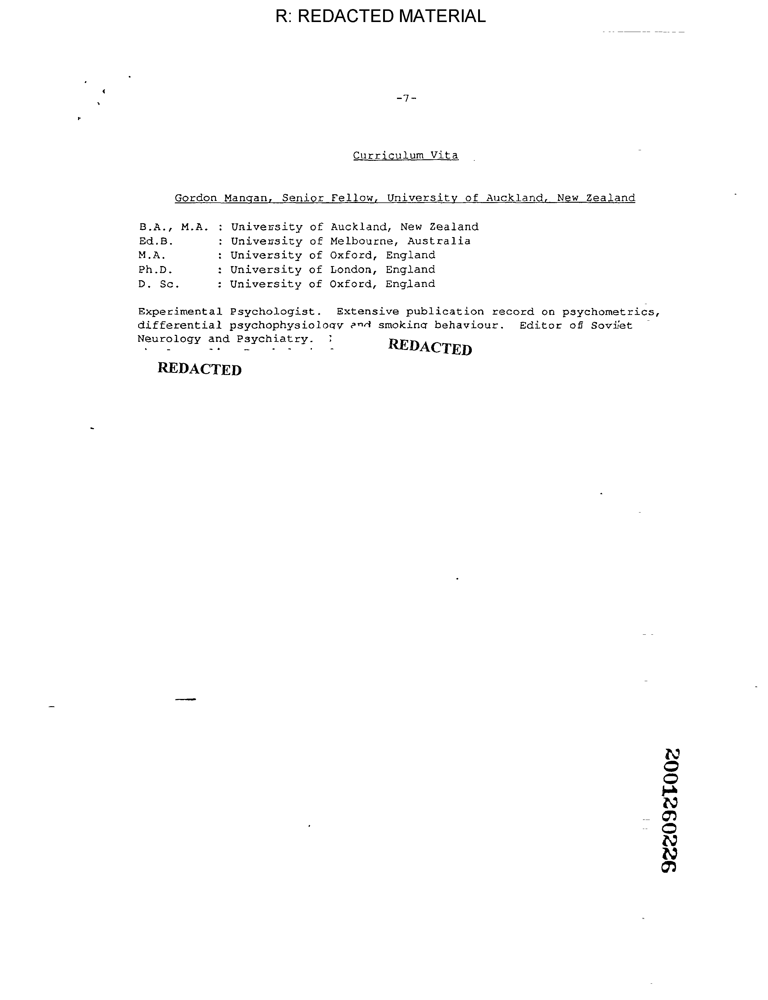 R: REDACTED MATERIAL
-7-
Curriculum Vita
Gordon Mangan, Senior Fellow, University of Auckland, New Zealand
B.A., M.A. : University of Auckland, New Zealand
Ed.B. : University of Melbourne, Australia
M.A. : University of Oxford, England
Ph.D. : University of London, England
D. Sc. : University of Oxford, England
Experimental Psychologist. Extensive publication record on psychometrics,
differential psychophysiology and smoking behaviour. Editor of Soviet
Neurology and Psychiatry.
REDACTED
REDACTED
2001260226